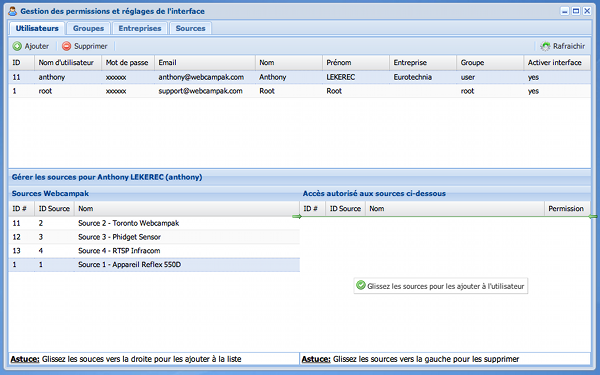 Gestion des permissions et réglages de l'interface
Utilisateurs Groupes Entreprises Sources
Ajouter Supprimer Rafraichir
ID Nom d'utilisateur Mot de passe Email Nom Prénom Entreprise Groupe Activer interface
11 anthony xxxxxx anthony@webcampak.com Anthony LEKEREC Eurotechnia user yes
1 root xxxxxx support@webcampak.com Root Root root yes
Gérer les sources pour Anthony LEKEREC (anthony)
Sources Webcampak Accès autorisé aux sources ci-dessous
ID # ID Source Nom ID # ID Source Nom Permission
11 2 Source 2 - Toronto Webcampak
12 3 Source 3 - Phidget Sensor
13 4 Source 4 - RTSP Infracom
1 1 Source 1 - Appareil Reflex 550D
Glissez les sources pour les ajouter à l'utilisateur
Astuce: Glissez les souces vers la droite pour les ajouter à la liste Astuce: Glissez les sources vers la gauche pour les supprimer